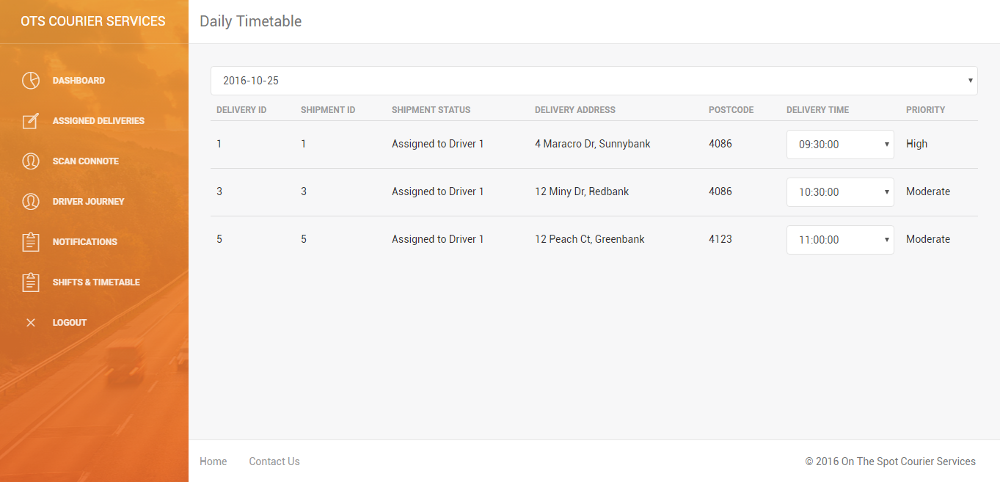 OTS COURIER SERVICES
Daily Timetable
DASHBOARD
ASSIGNED DELIVERIES
SCAN CONNOTE
DRIVER JOURNEY
NOTIFICATIONS
SHIFTS & TIMETABLE
LOGOUT
2016-10-25
DELIVERY ID SHIPMENT ID SHIPMENT STATUS DELIVERY ADDRESS POSTCODE DELIVERY TIME PRIORITY
1 1 Assigned to Driver 1 4 Maracro Dr, Sunnybank 4086 09:30:00 High
3 3 Assigned to Driver 1 12 Miny Dr, Redbank 4086 10:30:00 Moderate
5 5 Assigned to Driver 1 12 Peach Ct, Greenbank 4123 11:00:00 Moderate
Home Contact Us © 2016 On The Spot Courier Services